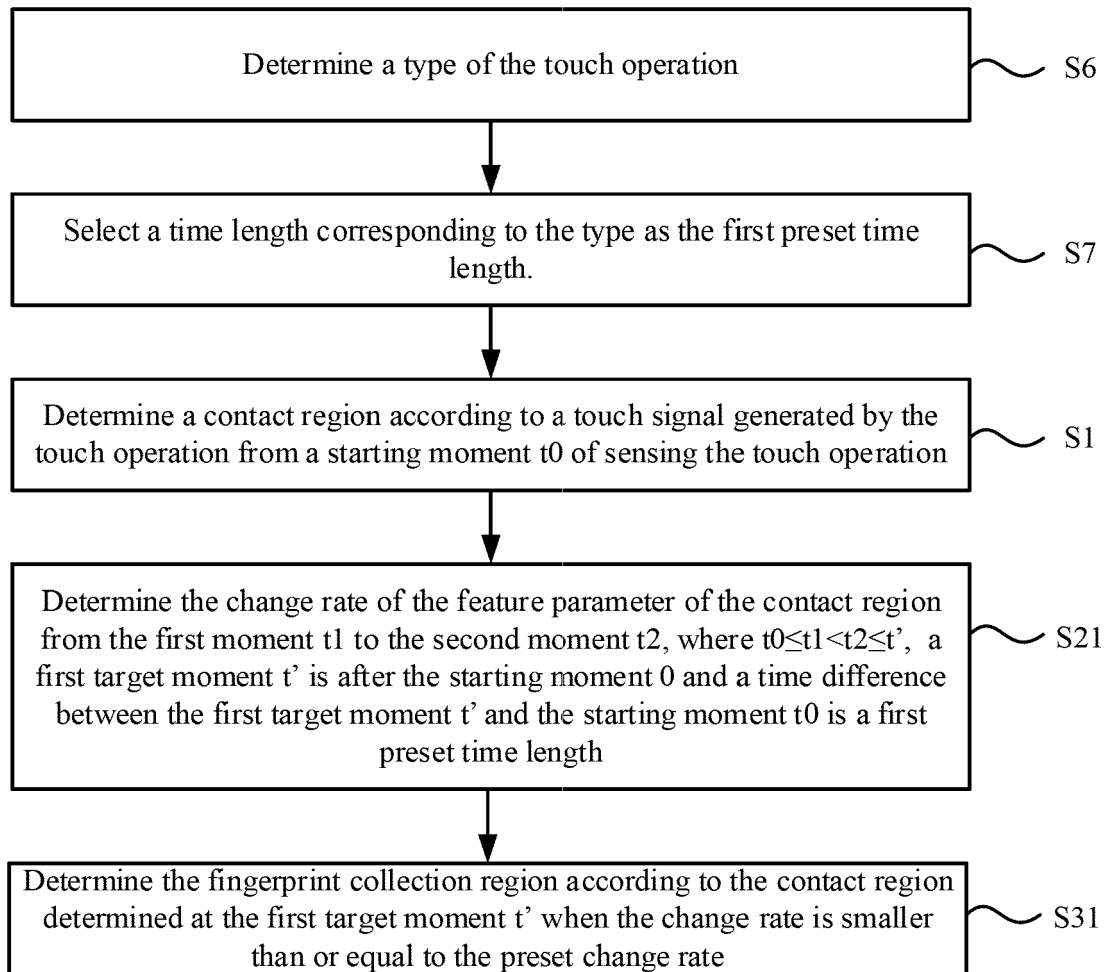 Determine a type of the touch operation
S6
Select a time length corresponding to the type as the first preset time
length.
S7
Determine a contact region according to a touch signal generated by the
touch operation from a starting moment t0 of sensing the touch operation
S1
Determine the change rate of the feature parameter of the contact region
from the first moment t1 to the second moment t2, where t0≤t1<t2≤t’, a
first target moment t’ is after the starting moment 0 and a time difference
between the first target moment t’ and the starting moment t0 is a first
preset time length
S21
Determine the fingerprint collection region according to the contact region
determined at the first target moment t’ when the change rate is smaller
than or equal to the preset change rate
S31